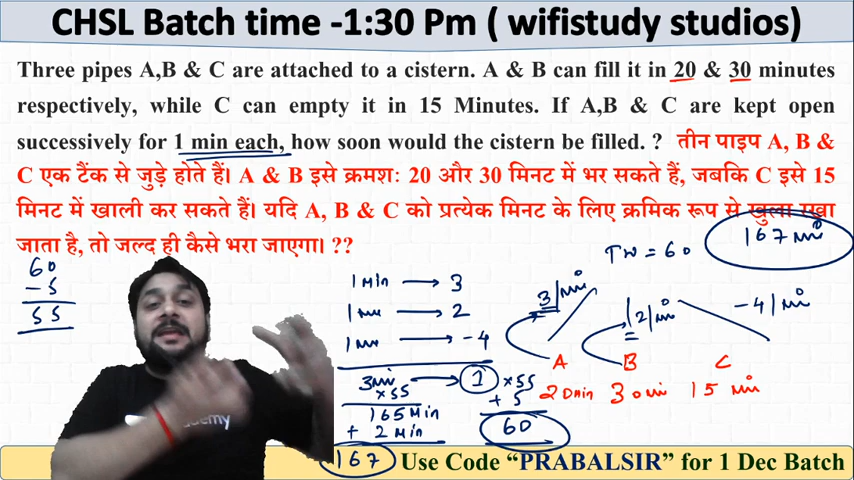 CHSL Batch time -1:30 Pm ( wifistudy studios)
Three pipes A,B & C are attached to a cistern. A & B can fill it in 20 & 30 minutes
respectively, while C can empty it in 15 Minutes. If A,B & C are kept open
successively for 1 min each, how soon would the cistern be filled. ? तीन पाइप A, B &
C एक टैंक से जुड़े होते हैं। A & B इसे क्रमशः 20 और 30 मिनट में भर सकते हैं, जबकि C इसे 15
मिनट में खाली कर सकते हैं। यदि A, B & C को प्रत्येक मिनट के लिए क्रमिक रूप से खुला रखा
जाता है, तो जल्द ही कैसे भरा जाएगा। ??
167 min
TW = 60
60
- 5
55
1 Min → 3
1 min → 2
1 min → -4
3 min → 1
×55 ×55
165 Min + 5
+ 2 Min 60
167
3/min 2/min -4/min
A B C
20 min 30 min 15 min
Use Code “PRABALSIR” for 1 Dec Batch